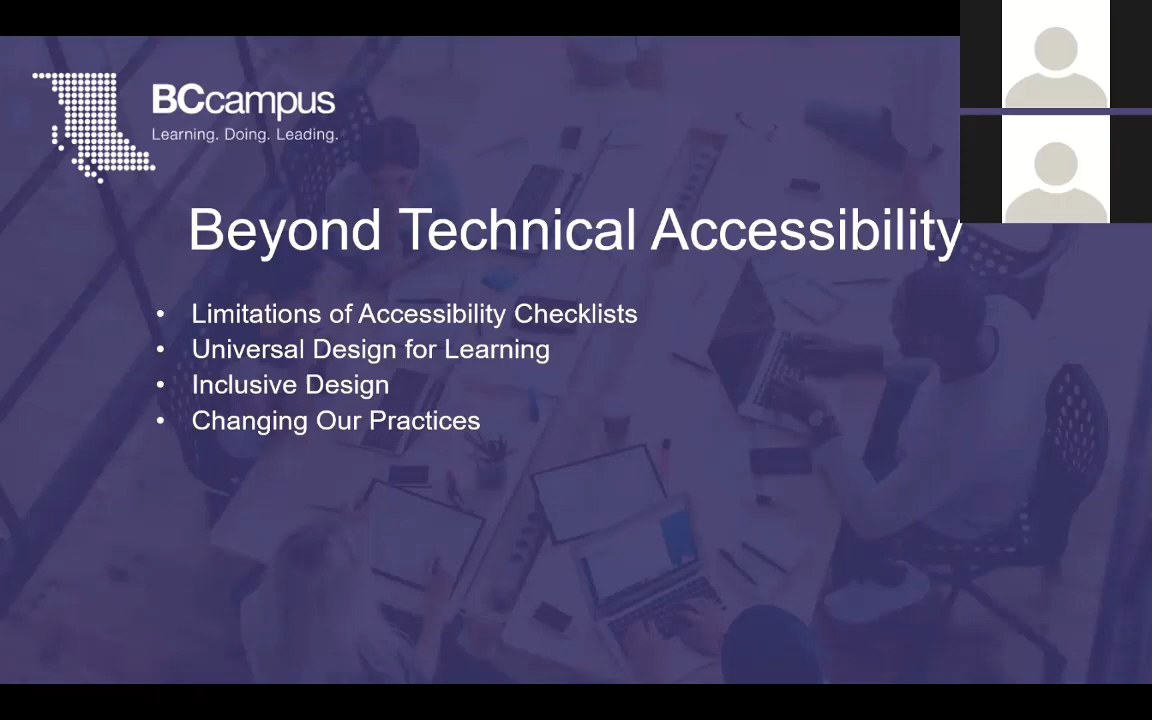 BCcampus
Learning. Doing. Leading.
Beyond Technical Accessibility
• Limitations of Accessibility Checklists
• Universal Design for Learning
• Inclusive Design
• Changing Our Practices